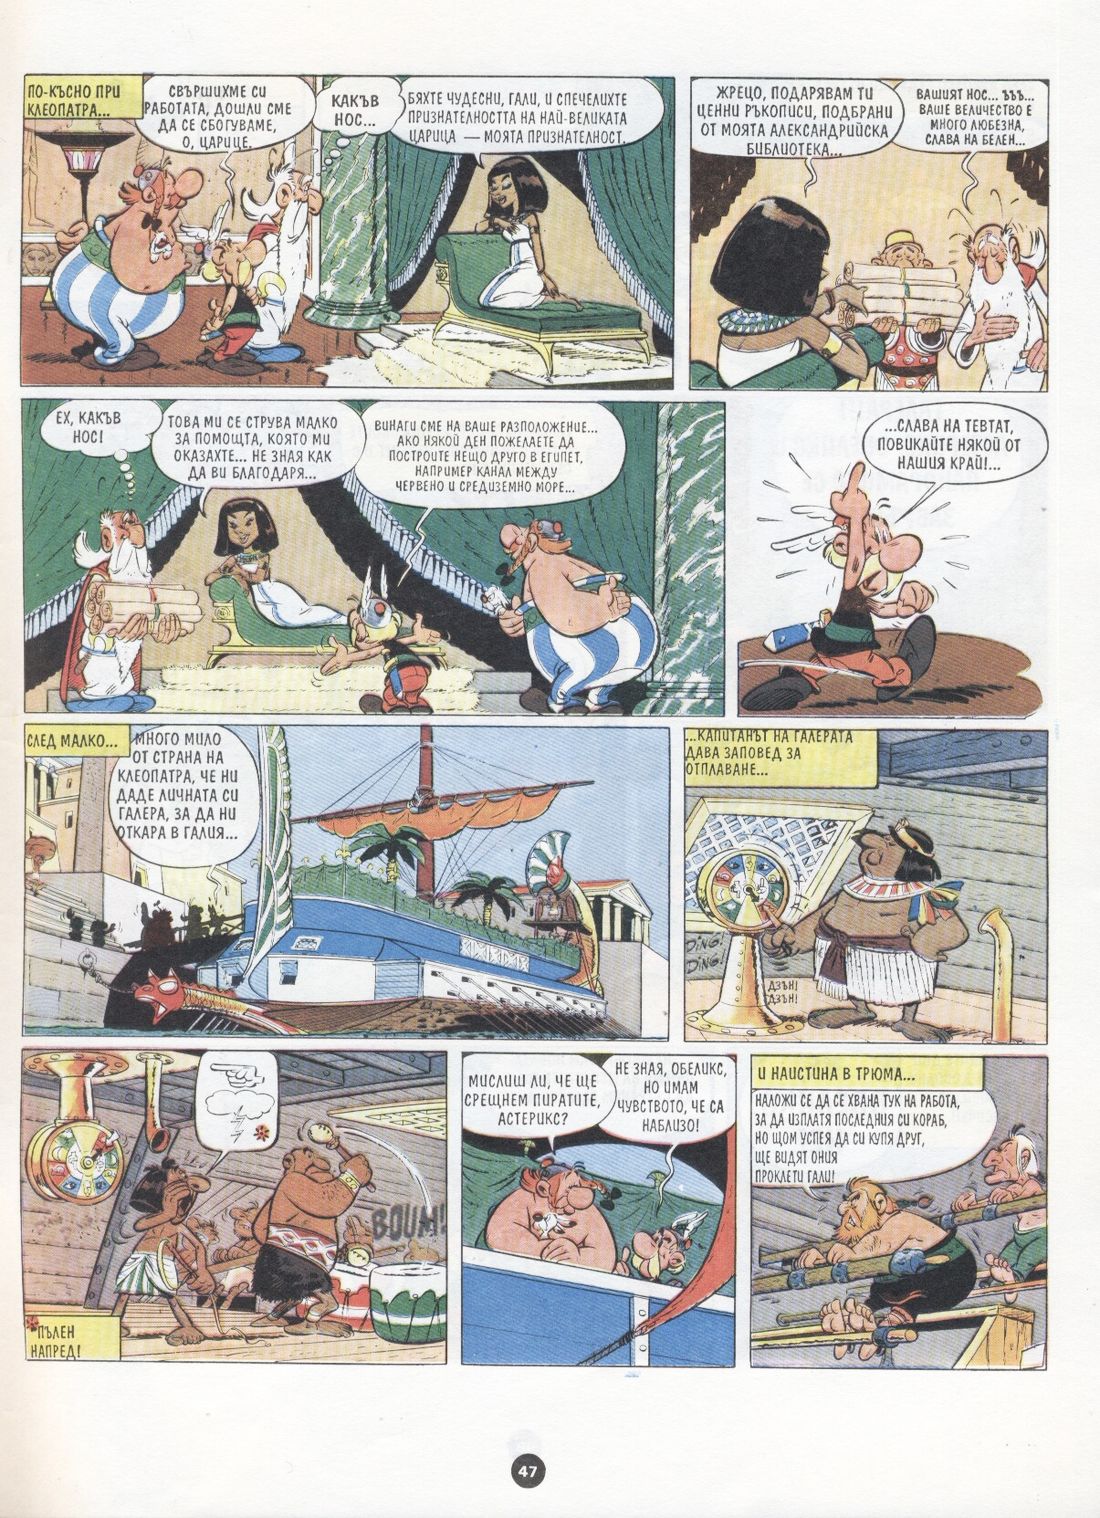 ПО-КЪСНО ПРИ
КЛЕОПАТРА...
СВЪРШИХМЕ СИ
РАБОТАТА, ДОШЛИ СМЕ
ДА СЕ СБОГУВАМЕ,
О, ЦАРИЦЕ.
КАКЪВ
НОС...
БЯХТЕ ЧУДЕСНИ, ГАЛИ, И СПЕЧЕЛИХТЕ
ПРИЗНАТЕЛНОСТТА НА НАЙ-ВЕЛИКАТА
ЦАРИЦА — МОЯТА ПРИЗНАТЕЛНОСТ.
ЖРЕЦО, ПОДАРЯВАМ ТИ
ЦЕННИ РЪКОПИСИ, ПОДБРАНИ
ОТ МОЯТА АЛЕКСАНДРИЙСКА
БИБЛИОТЕКА...
ВАШИЯТ НОС... ЪЪЪ...
ВАШЕ ВЕЛИЧЕСТВО Е
МНОГО ЛЮБЕЗНА,
СЛАВА НА БЕЛЕН...
ЕХ, КАКЪВ
НОС!
ТОВА МИ СЕ СТРУВА МАЛКО
ЗА ПОМОЩТА, КОЯТО МИ
ОКАЗАХТЕ... НЕ ЗНАЯ КАК
ДА ВИ БЛАГОДАРЯ...
ВИНАГИ СМЕ НА ВАШЕ РАЗПОЛОЖЕНИЕ...
АКО НЯКОЙ ДЕН ПОЖЕЛАЕТЕ ДА
ПОСТРОИТЕ НЕЩО ДРУГО В ЕГИПЕТ,
НАПРИМЕР КАНАЛ МЕЖДУ
ЧЕРВЕНО И СРЕДИЗЕМНО МОРЕ...
...СЛАВА НА ТЕВТАТ,
ПОВИКАЙТЕ НЯКОЙ ОТ
НАШИЯ КРАЙ!...
СЛЕД МАЛКО...
МНОГО МИЛО
ОТ СТРАНА НА
КЛЕОПАТРА, ЧЕ НИ
ДАДЕ ЛИЧНАТА СИ
ГАЛЕРА, ЗА ДА НИ
ОТКАРА В ГАЛИЯ...
...КАПИТАНЪТ НА ГАЛЕРАТА
ДАВА ЗАПОВЕД ЗА
ОТПЛАВАНЕ...
DING!
DING!
ДЗЪН!
ДЗЪН!
BOUM!
ПЪЛЕН
НАПРЕД!
МИСЛИШ ЛИ, ЧЕ ЩЕ
СРЕЩНЕМ ПИРАТИТЕ,
АСТЕРИКС?
НЕ ЗНАЯ, ОБЕЛИКС,
НО ИМАМ
ЧУВСТВОТО, ЧЕ СА
НАБЛИЗО!
И НАИСТИНА В ТРЮМА...
НАЛОЖИ СЕ ДА СЕ ХВАНА ТУК НА РАБОТА,
ЗА ДА ИЗПЛАТЯ ПОСЛЕДНИЯ СИ КОРАБ,
НО ЩОМ УСПЕЯ ДА СИ КУПЯ ДРУГ,
ЩЕ ВИДЯТ ОНИЯ
ПРОКЛЕТИ ГАЛИ!
47